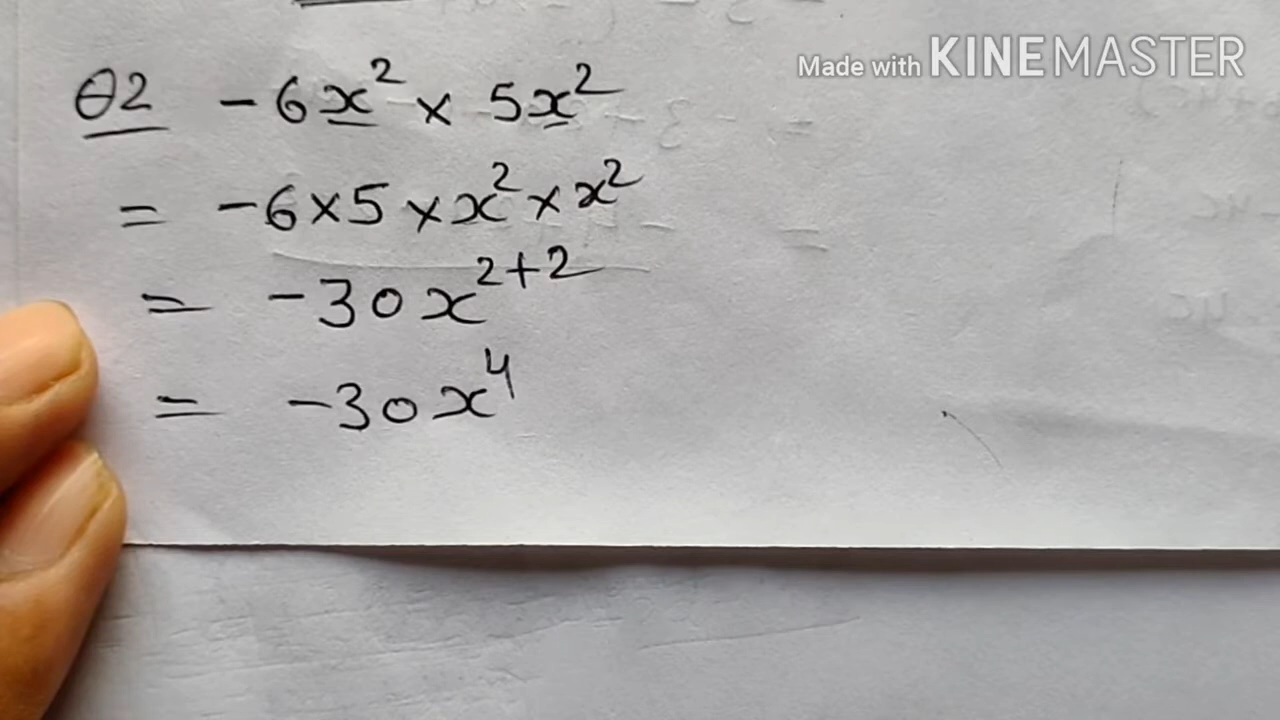 Made with KINEMASTER
Q2 -6x² × 5x²
= -6×5×x²×x²
= -30x²⁺²
= -30x⁴